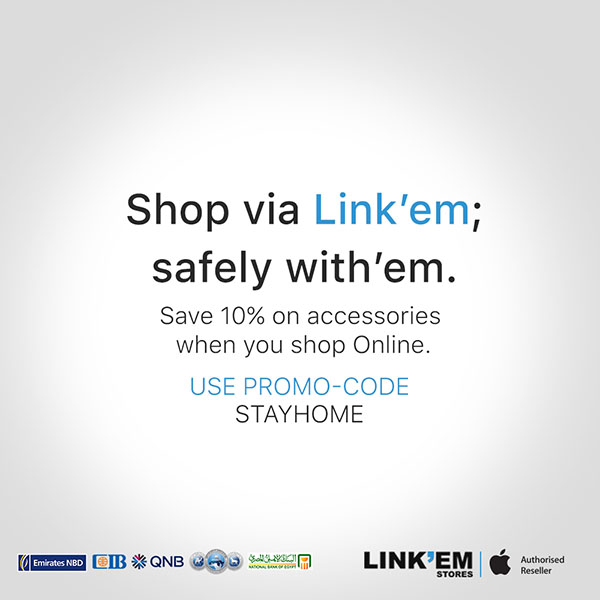 Shop via Link'em;
safely with'em.
Save 10% on accessories
when you shop Online.
USE PROMO-CODE
STAYHOME
Emirates NBD CIB QNB NATIONAL BANK OF EGYPT LINK'EM STORES Authorised
Reseller